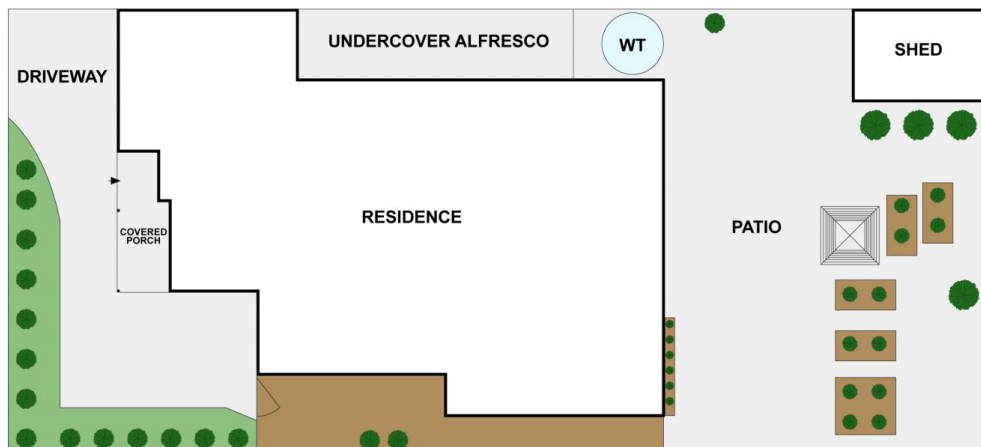 UNDERCOVER ALFRESCO
WT
SHED
DRIVEWAY
RESIDENCE
COVERED
PORCH
PATIO